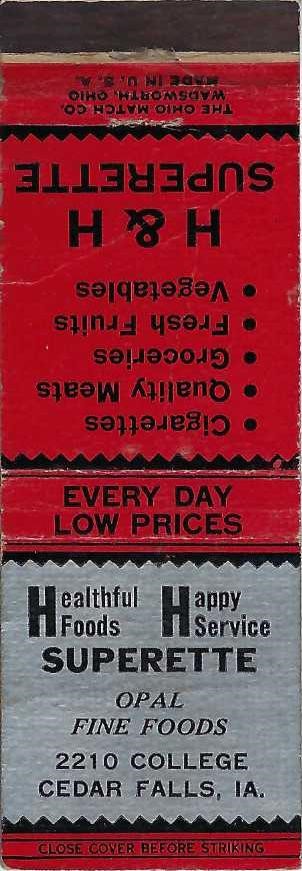 THE OHIO MATCH CO.
WADSWORTH, OHIO
MADE IN U. S. A.
H & H
SUPERETTE
• Cigarettes
• Quality Meats
• Groceries
• Fresh Fruits
• Vegetables
EVERY DAY
LOW PRICES
Healthful Happy
Foods Service
SUPERETTE
OPAL
FINE FOODS
2210 COLLEGE
CEDAR FALLS, IA.
CLOSE COVER BEFORE STRIKING